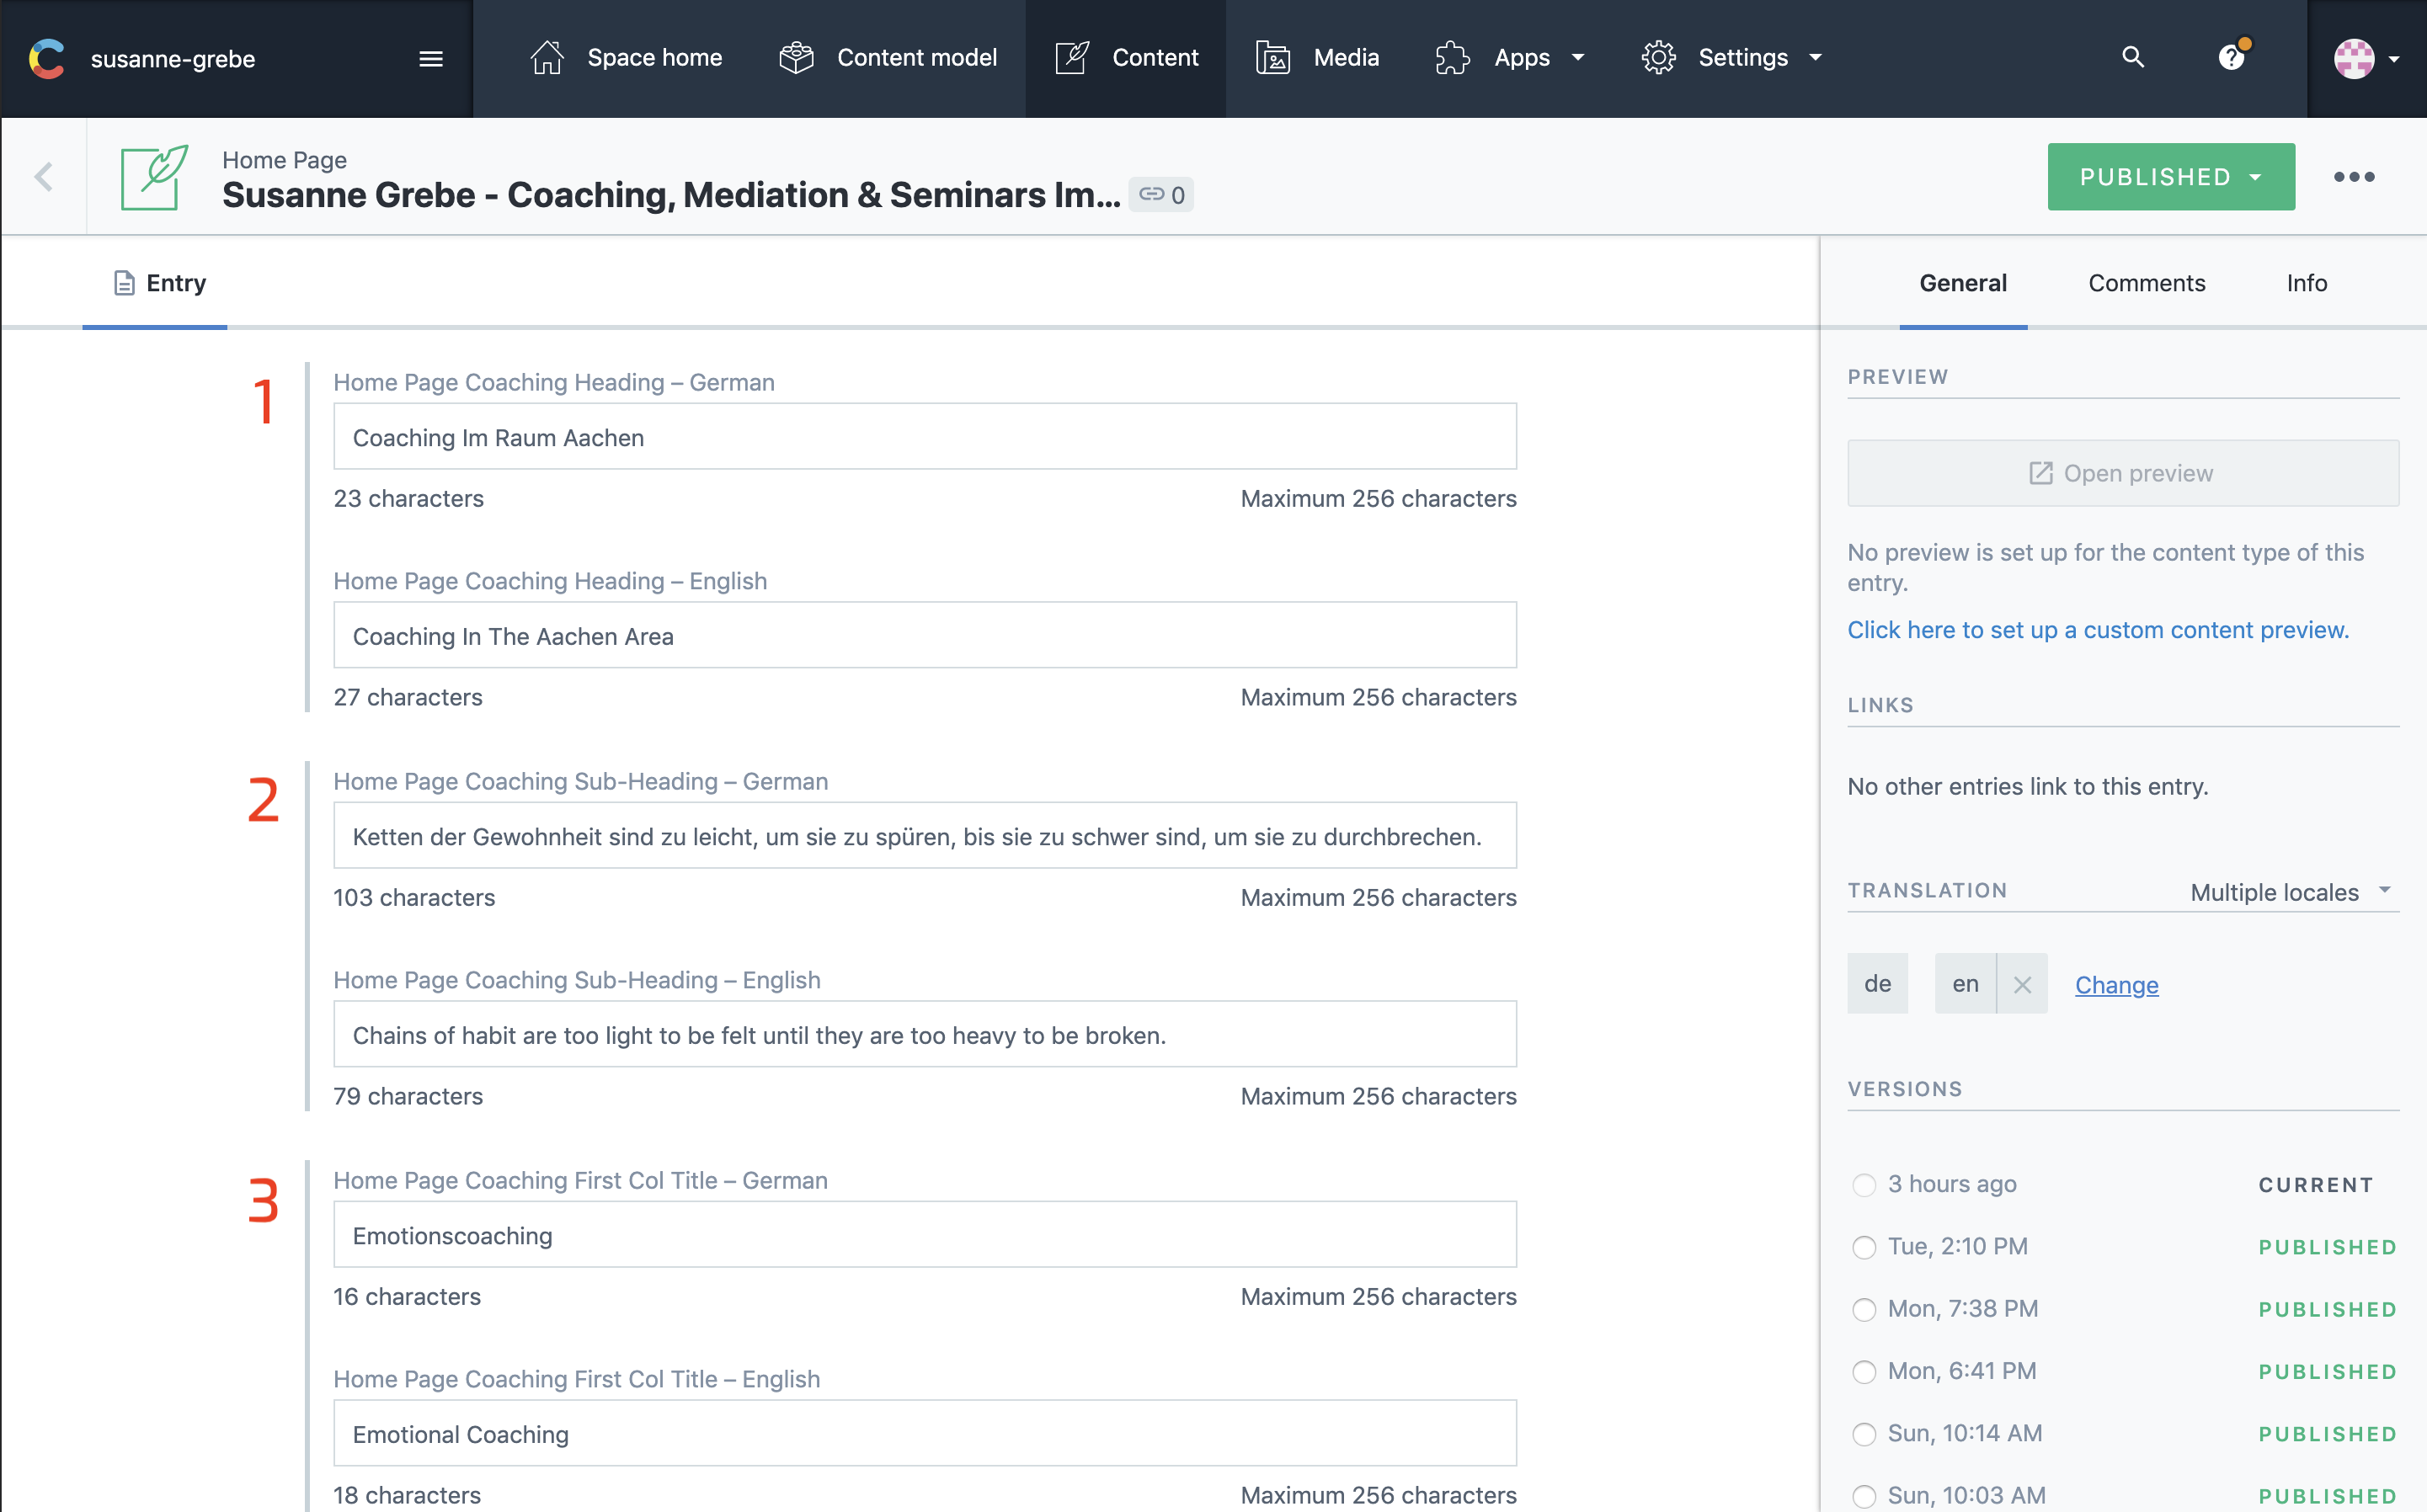 susanne-grebe
Space home
Content model
Content
Media
Apps
Settings
?
Home Page
Susanne Grebe - Coaching, Mediation & Seminars Im... 0
PUBLISHED
Entry
General
Comments
Info
1
Home Page Coaching Heading – German
Coaching Im Raum Aachen
23 characters
Maximum 256 characters
Home Page Coaching Heading – English
Coaching In The Aachen Area
27 characters
Maximum 256 characters
2
Home Page Coaching Sub-Heading – German
Ketten der Gewohnheit sind zu leicht, um sie zu spüren, bis sie zu schwer sind, um sie zu durchbrechen.
103 characters
Maximum 256 characters
Home Page Coaching Sub-Heading – English
Chains of habit are too light to be felt until they are too heavy to be broken.
79 characters
Maximum 256 characters
3
Home Page Coaching First Col Title – German
Emotionscoaching
16 characters
Maximum 256 characters
Home Page Coaching First Col Title – English
Emotional Coaching
18 characters
Maximum 256 characters
PREVIEW
Open preview
No preview is set up for the content type of this
entry.
Click here to set up a custom content preview.
LINKS
No other entries link to this entry.
TRANSLATION
Multiple locales
de
en
Change
VERSIONS
3 hours ago CURRENT
Tue, 2:10 PM PUBLISHED
Mon, 7:38 PM PUBLISHED
Mon, 6:41 PM PUBLISHED
Sun, 10:14 AM PUBLISHED
Sun, 10:03 AM PUBLISHED